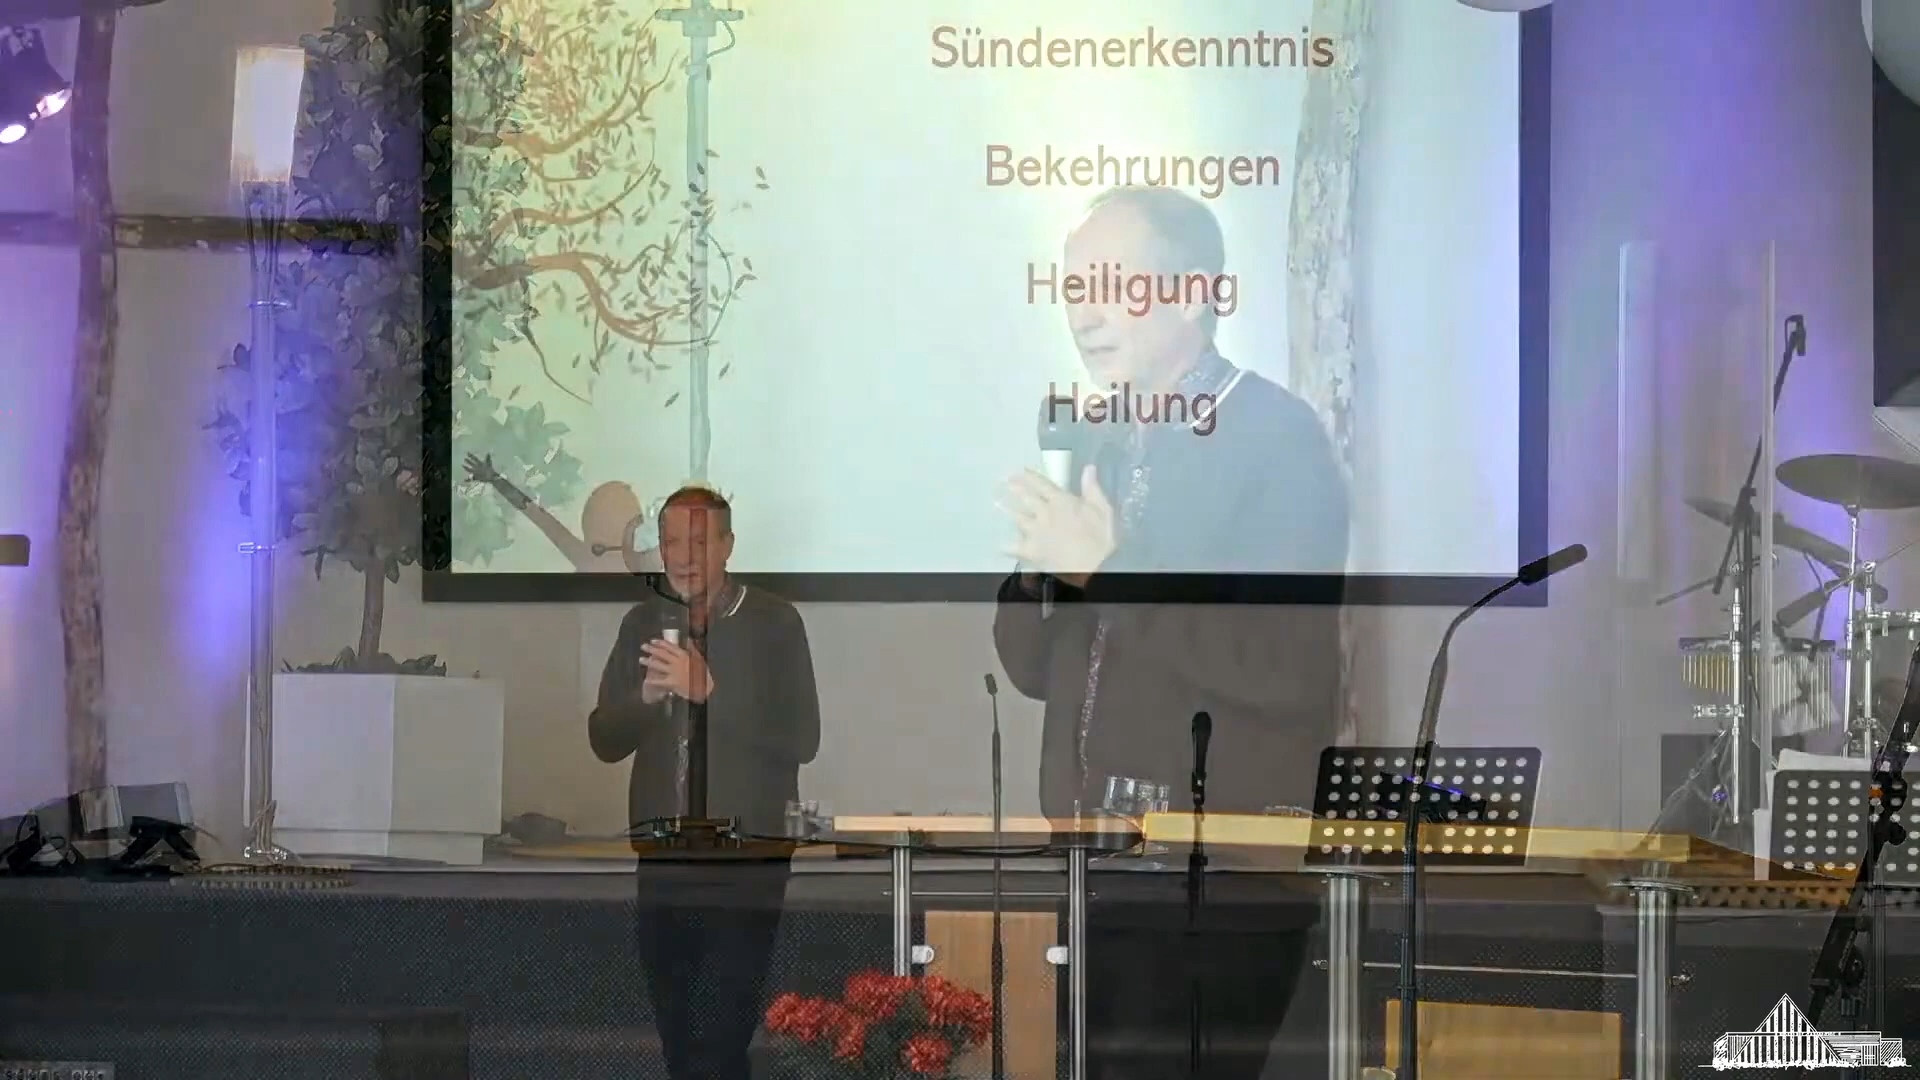 Sündenerkenntnis
Bekehrungen
Heiligung
Heilung